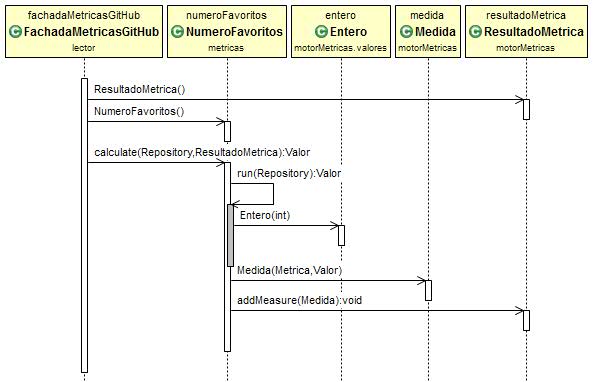 fachadaMetricasGitHub
FachadaMetricasGitHub
lector
numeroFavoritos
NumeroFavoritos
metricas
entero
Entero
motorMetricas.valores
medida
Medida
motorMetricas
resultadoMetrica
ResultadoMetrica
motorMetricas
ResultadoMetrica()
NumeroFavoritos()
calculate(Repository,ResultadoMetrica):Valor
run(Repository):Valor
Entero(int)
Medida(Metrica,Valor)
addMeasure(Medida):void